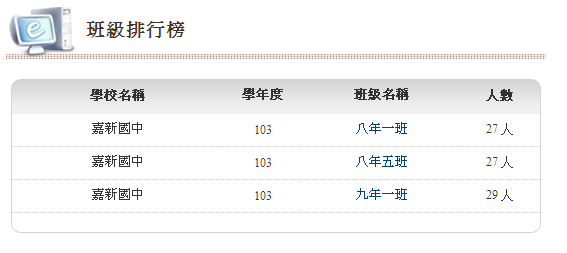 班級排行榜
學校名稱 學年度 班級名稱 人數
嘉新國中 103 八年一班 27 人
嘉新國中 103 八年五班 27 人
嘉新國中 103 九年一班 29 人